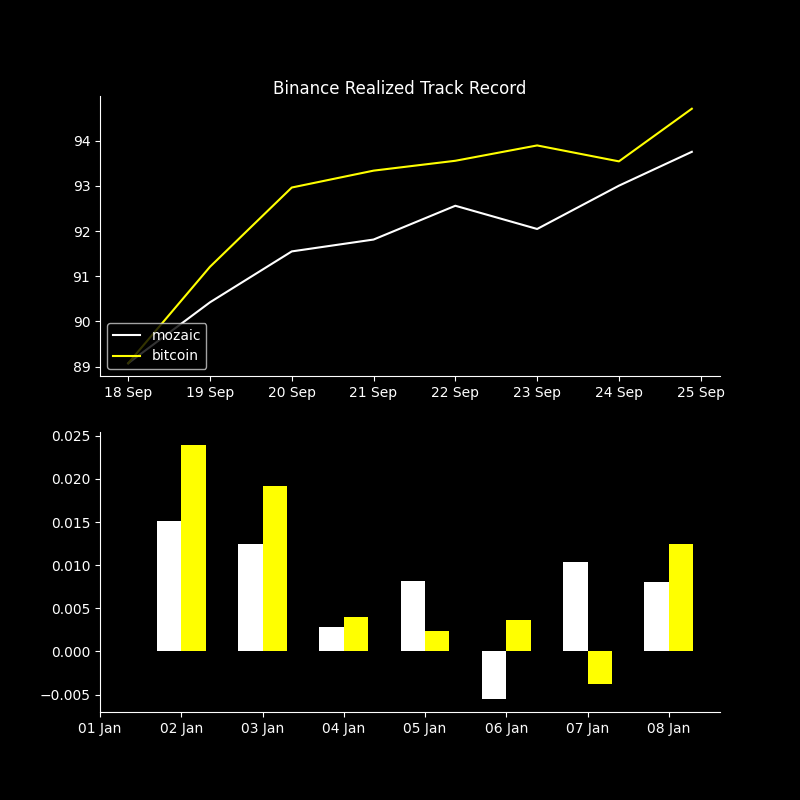 Binance Realized Track Record
94
93
92
91
90
89
mozaic
bitcoin
18 Sep 19 Sep 20 Sep 21 Sep 22 Sep 23 Sep 24 Sep 25 Sep
0.025
0.020
0.015
0.010
0.005
0.000
−0.005
01 Jan 02 Jan 03 Jan 04 Jan 05 Jan 06 Jan 07 Jan 08 Jan